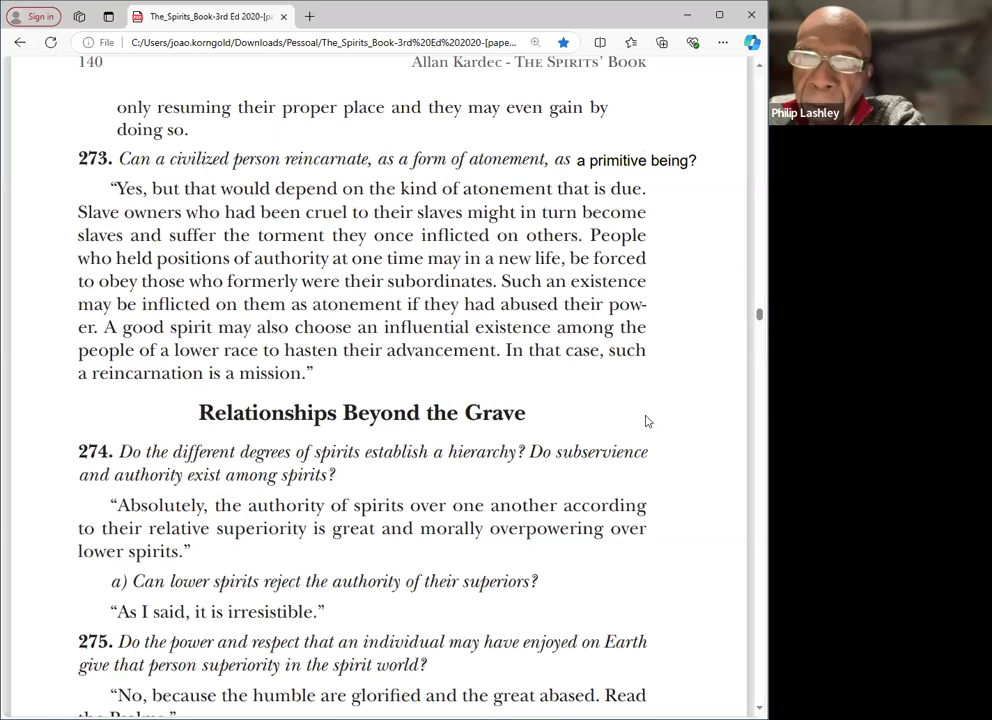 Sign in
The_Spirits_Book-3rd Ed 2020-[pa
File
C:/Users/joao.korngold/Downloads/Pessoal/The_Spirits_Book-3rd%20Ed%202020-[pape...
140
Allan Kardec - THE SPIRITS' BOOK
only resuming their proper place and they may even gain by
doing so.
273. Can a civilized person reincarnate, as a form of atonement, as a primitive being?
“Yes, but that would depend on the kind of atonement that is due.
Slave owners who had been cruel to their slaves might in turn become
slaves and suffer the torment they once inflicted on others. People
who held positions of authority at one time may in a new life, be forced
to obey those who formerly were their subordinates. Such an existence
may be inflicted on them as atonement if they had abused their pow-
er. A good spirit may also choose an influential existence among the
people of a lower race to hasten their advancement. In that case, such
a reincarnation is a mission.”
Relationships Beyond the Grave
274. Do the different degrees of spirits establish a hierarchy? Do subservience
and authority exist among spirits?
“Absolutely, the authority of spirits over one another according
to their relative superiority is great and morally overpowering over
lower spirits.”
a) Can lower spirits reject the authority of their superiors?
“As I said, it is irresistible.”
275. Do the power and respect that an individual may have enjoyed on Earth
give that person superiority in the spirit world?
“No, because the humble are glorified and the great abased. Read
the Psalms.”
Philip Lashley